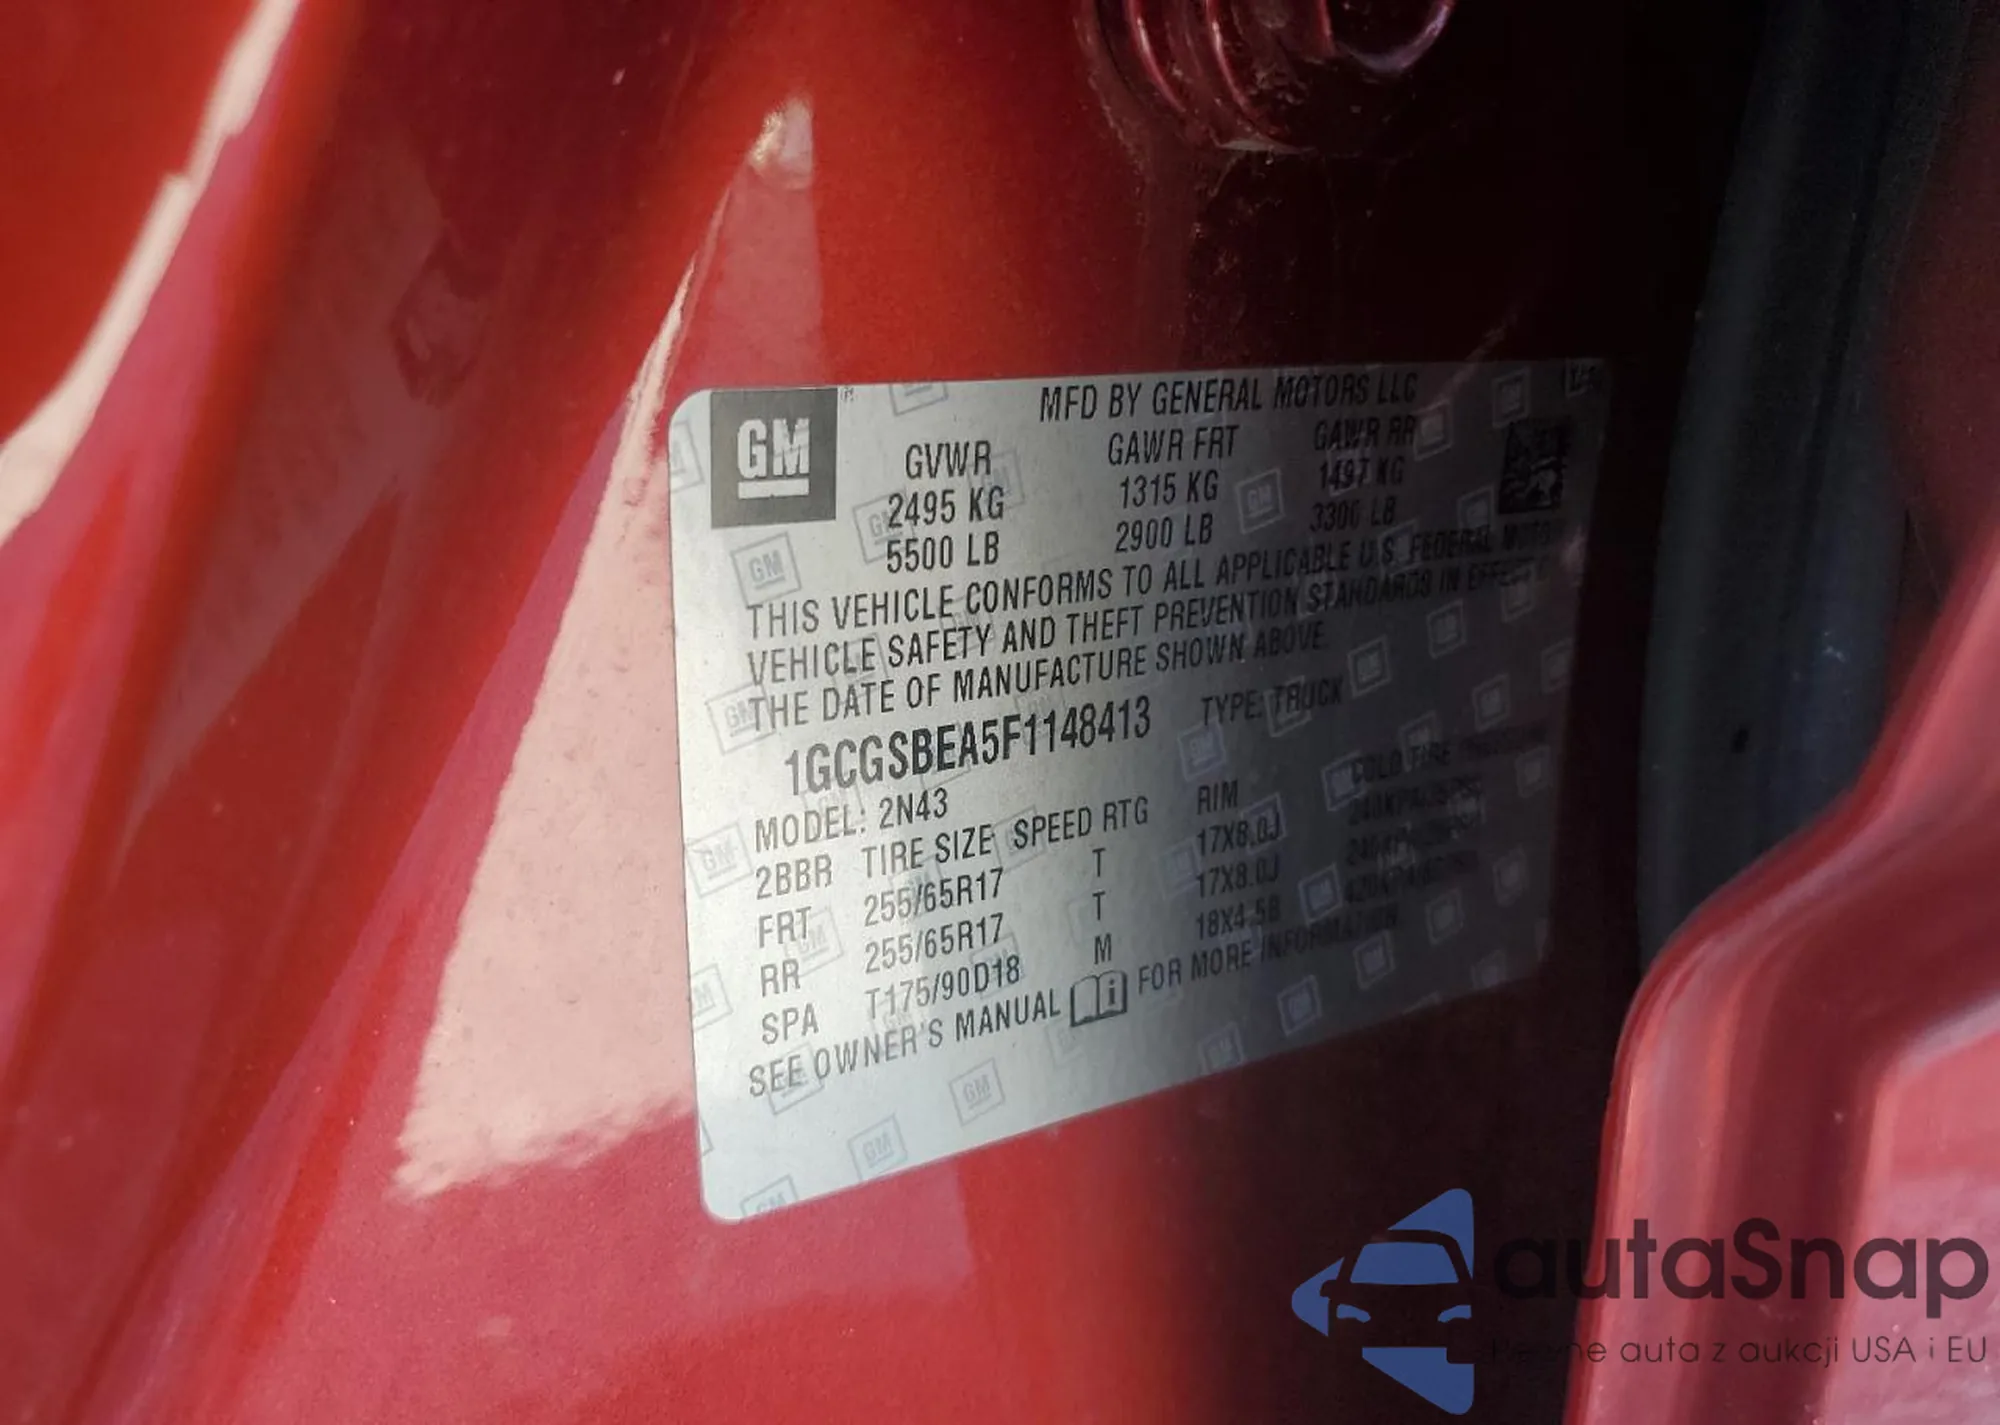 GM
MFD BY GENERAL MOTORS LLC
GVWR GAWR FRT GAWR RR
2495 KG 1315 KG 1497 KG
5500 LB 2900 LB 3300 LB
THIS VEHICLE CONFORMS TO ALL APPLICABLE U.S. FEDERAL MOTOR
VEHICLE SAFETY AND THEFT PREVENTION STANDARDS IN EFFECT
THE DATE OF MANUFACTURE SHOWN ABOVE.
1GCGSBEA5F1148413 TYPE: TRUCK
MODEL: 2N43
2BBR TIRE SIZE SPEED RTG RIM COLD TIRE PRESSURE
FRT 255/65R17 T 17X8.0J
RR 255/65R17 T 17X8.0J
SPA T175/90D18 M 18X4.5B
SEE OWNER'S MANUAL FOR MORE INFORMATION
autaSnap
auta z aukcji USA i EU